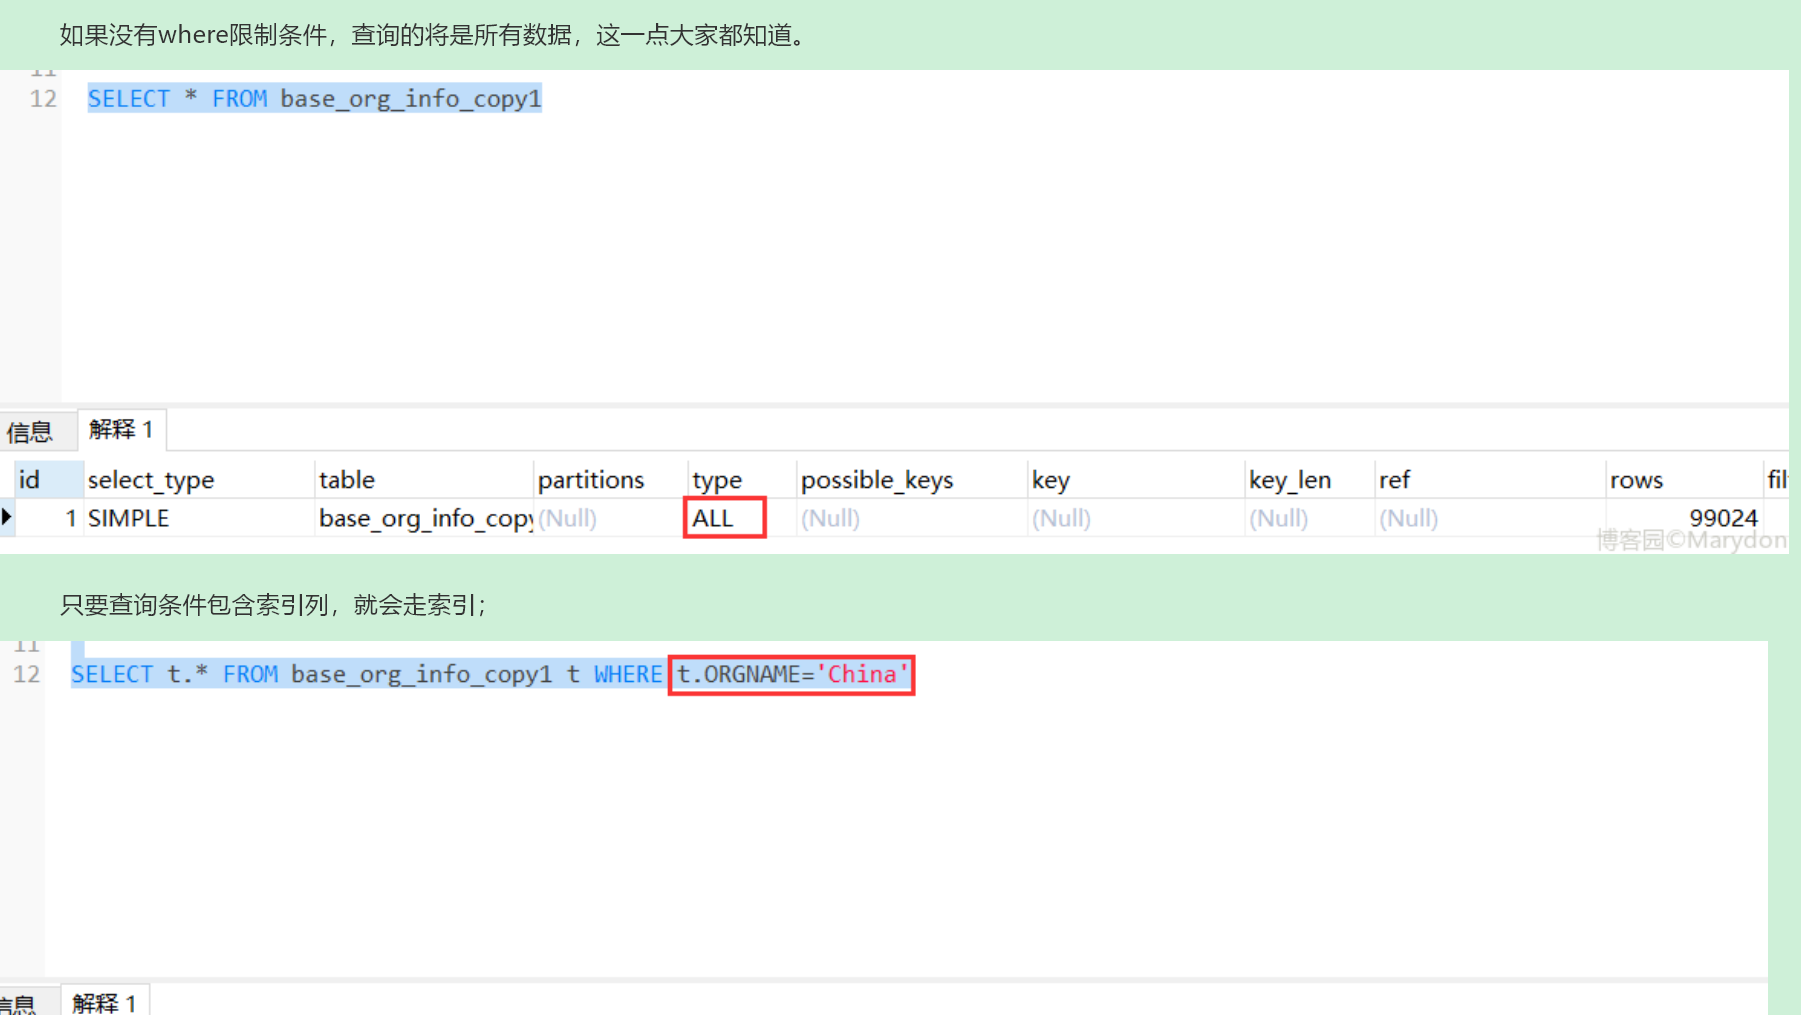 如果没有where限制条件，查询的将是所有数据，这一点大家都知道。
11
12 SELECT * FROM base_org_info_copy1
信息 解释 1
id select_type table partitions type possible_keys key key_len ref rows fil
1 SIMPLE base_org_info_copy (Null) ALL (Null) (Null) (Null) (Null) 99024
博客园©Marydon
只要查询条件包含索引列，就会走索引；
11
12 SELECT t.* FROM base_org_info_copy1 t WHERE t.ORGNAME='China'
信息 解释 1